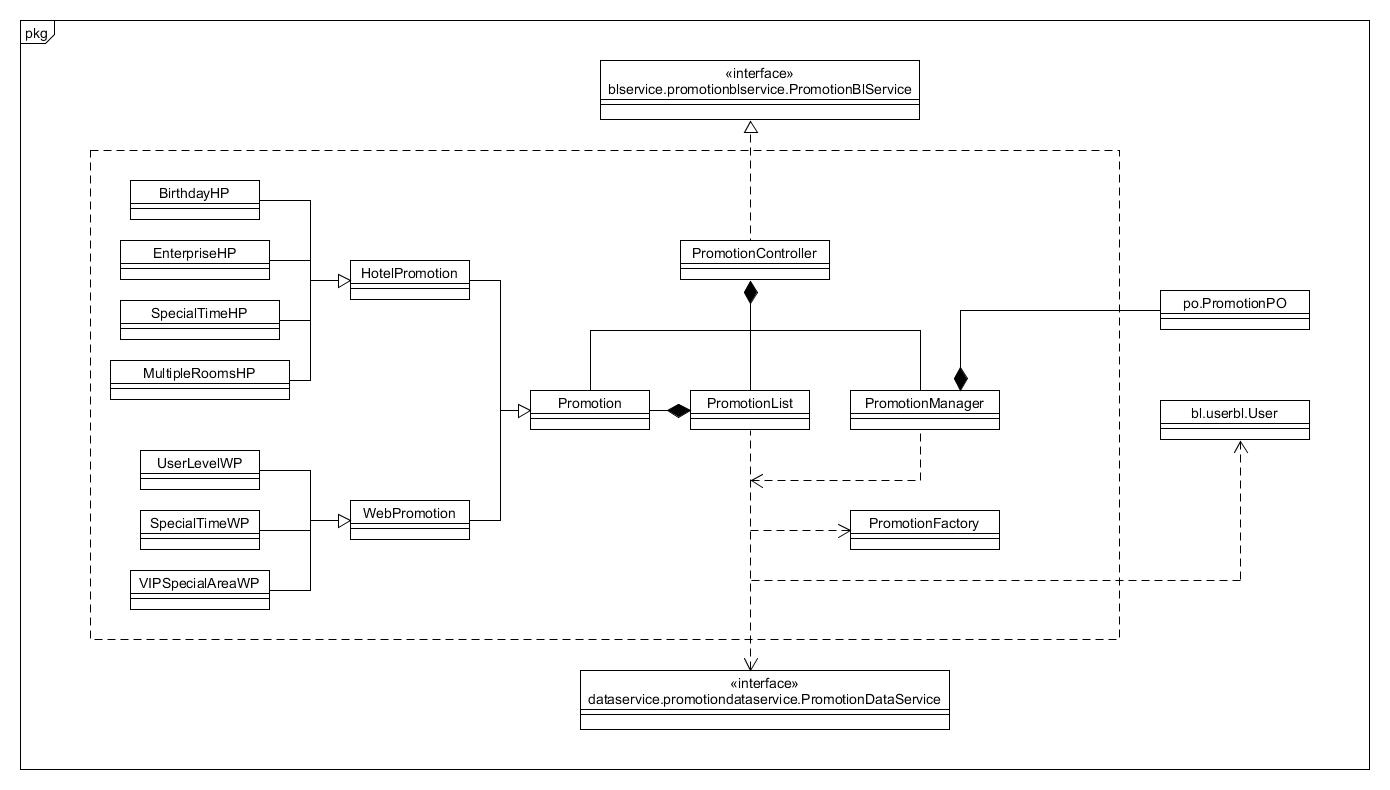 pkg
«interface»
blservice.promotionblservice.PromotionBlService
BirthdayHP
EnterpriseHP
PromotionController
HotelPromotion
SpecialTimeHP
po.PromotionPO
MultipleRoomsHP
Promotion
PromotionList
PromotionManager
bl.userbl.User
UserLevelWP
SpecialTimeWP
WebPromotion
PromotionFactory
VIPSpecialAreaWP
«interface»
dataservice.promotiondataservice.PromotionDataService